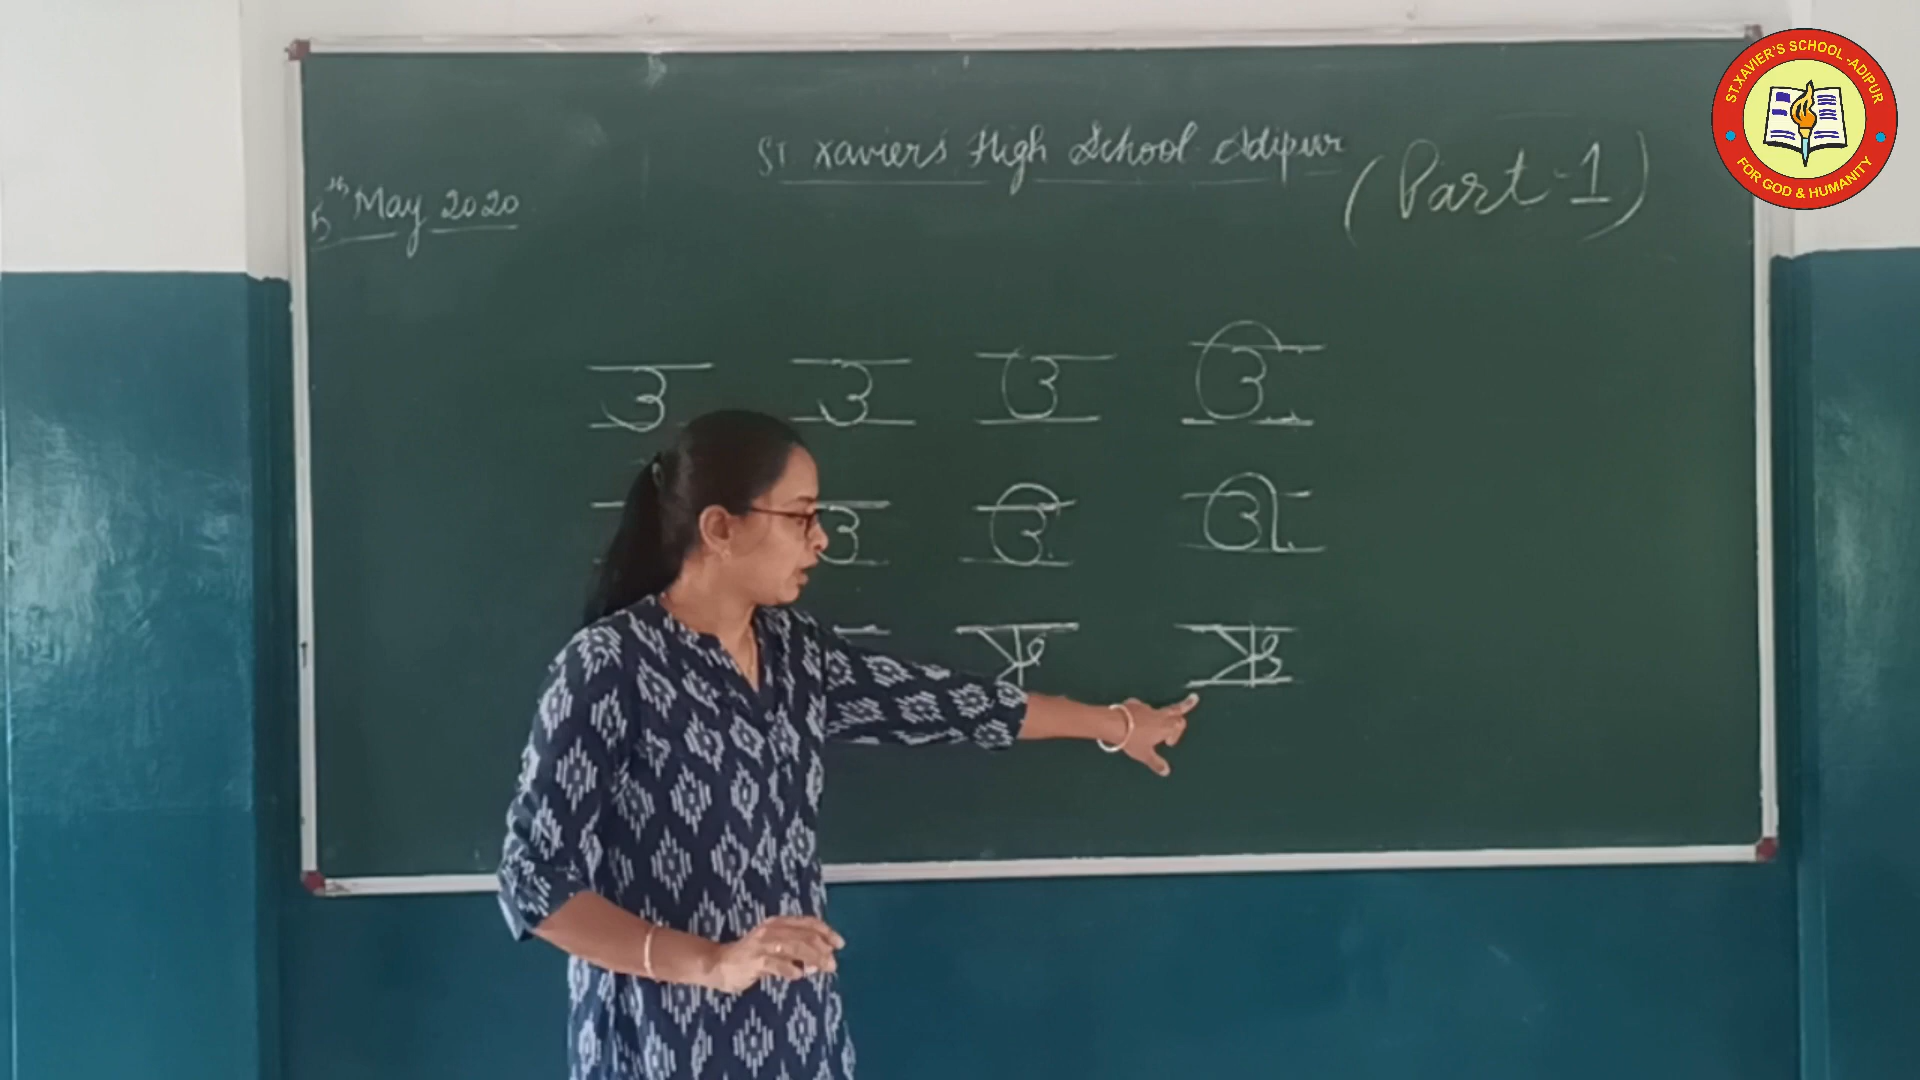 St Xavier's High School Adipur
(Part-1)
5th May 2020
ઉ
ઉ ઊ
ઋ
ST.XAVIER'S SCHOOL -ADIPUR
FOR GOD & HUMANITY